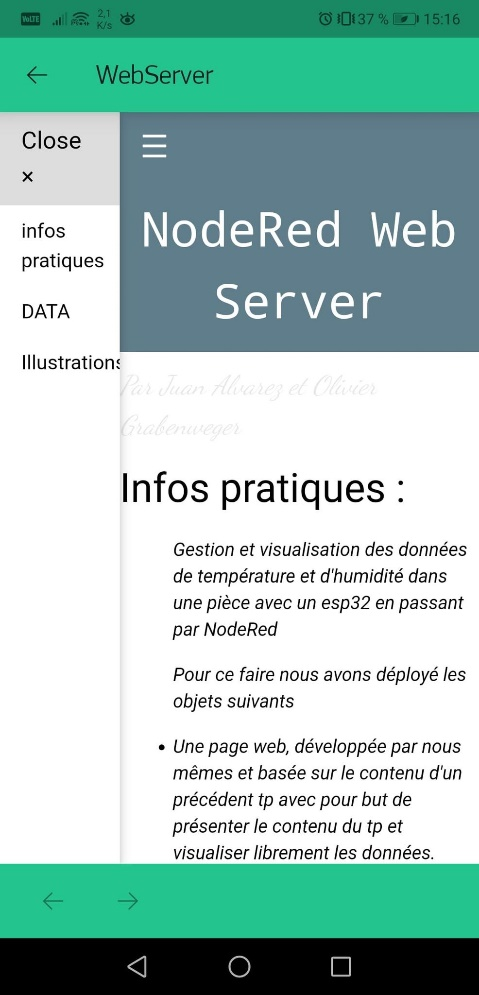 VoLTE 2,1 K/s 37 % 15:16
WebServer
Close
×
infos
pratiques
DATA
Illustrations
NodeRed Web
Server
Par Juan Alvarez et Olivier
Grabenweger
Infos pratiques :
Gestion et visualisation des données
de température et d'humidité dans
une pièce avec un esp32 en passant
par NodeRed
Pour ce faire nous avons déployé les
objets suivants
• Une page web, développée par nous
mêmes et basée sur le contenu d'un
précédent tp avec pour but de
présenter le contenu du tp et
visualiser librement les données.